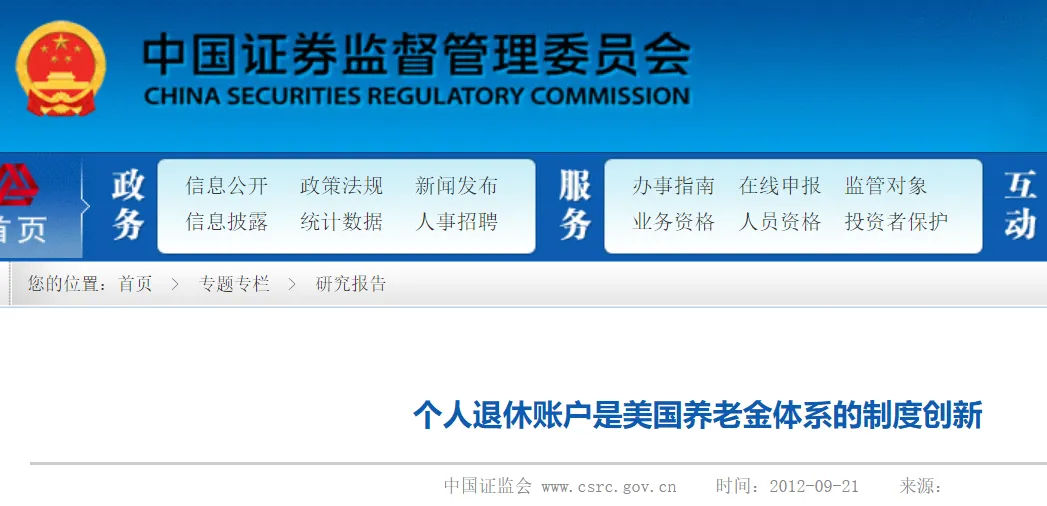 中国证券监督管理委员会
CHINA SECURITIES REGULATORY COMMISSION
首页
政务
信息公开 政策法规 新闻发布
信息披露 统计数据 人事招聘
服务
办事指南 在线申报 监管对象
业务资格 人员资格 投资者保护
互动
您的位置：首页 > 专题专栏 > 研究报告
个人退休账户是美国养老金体系的制度创新
中国证监会 www.csrc.gov.cn 时间：2012-09-21 来源：